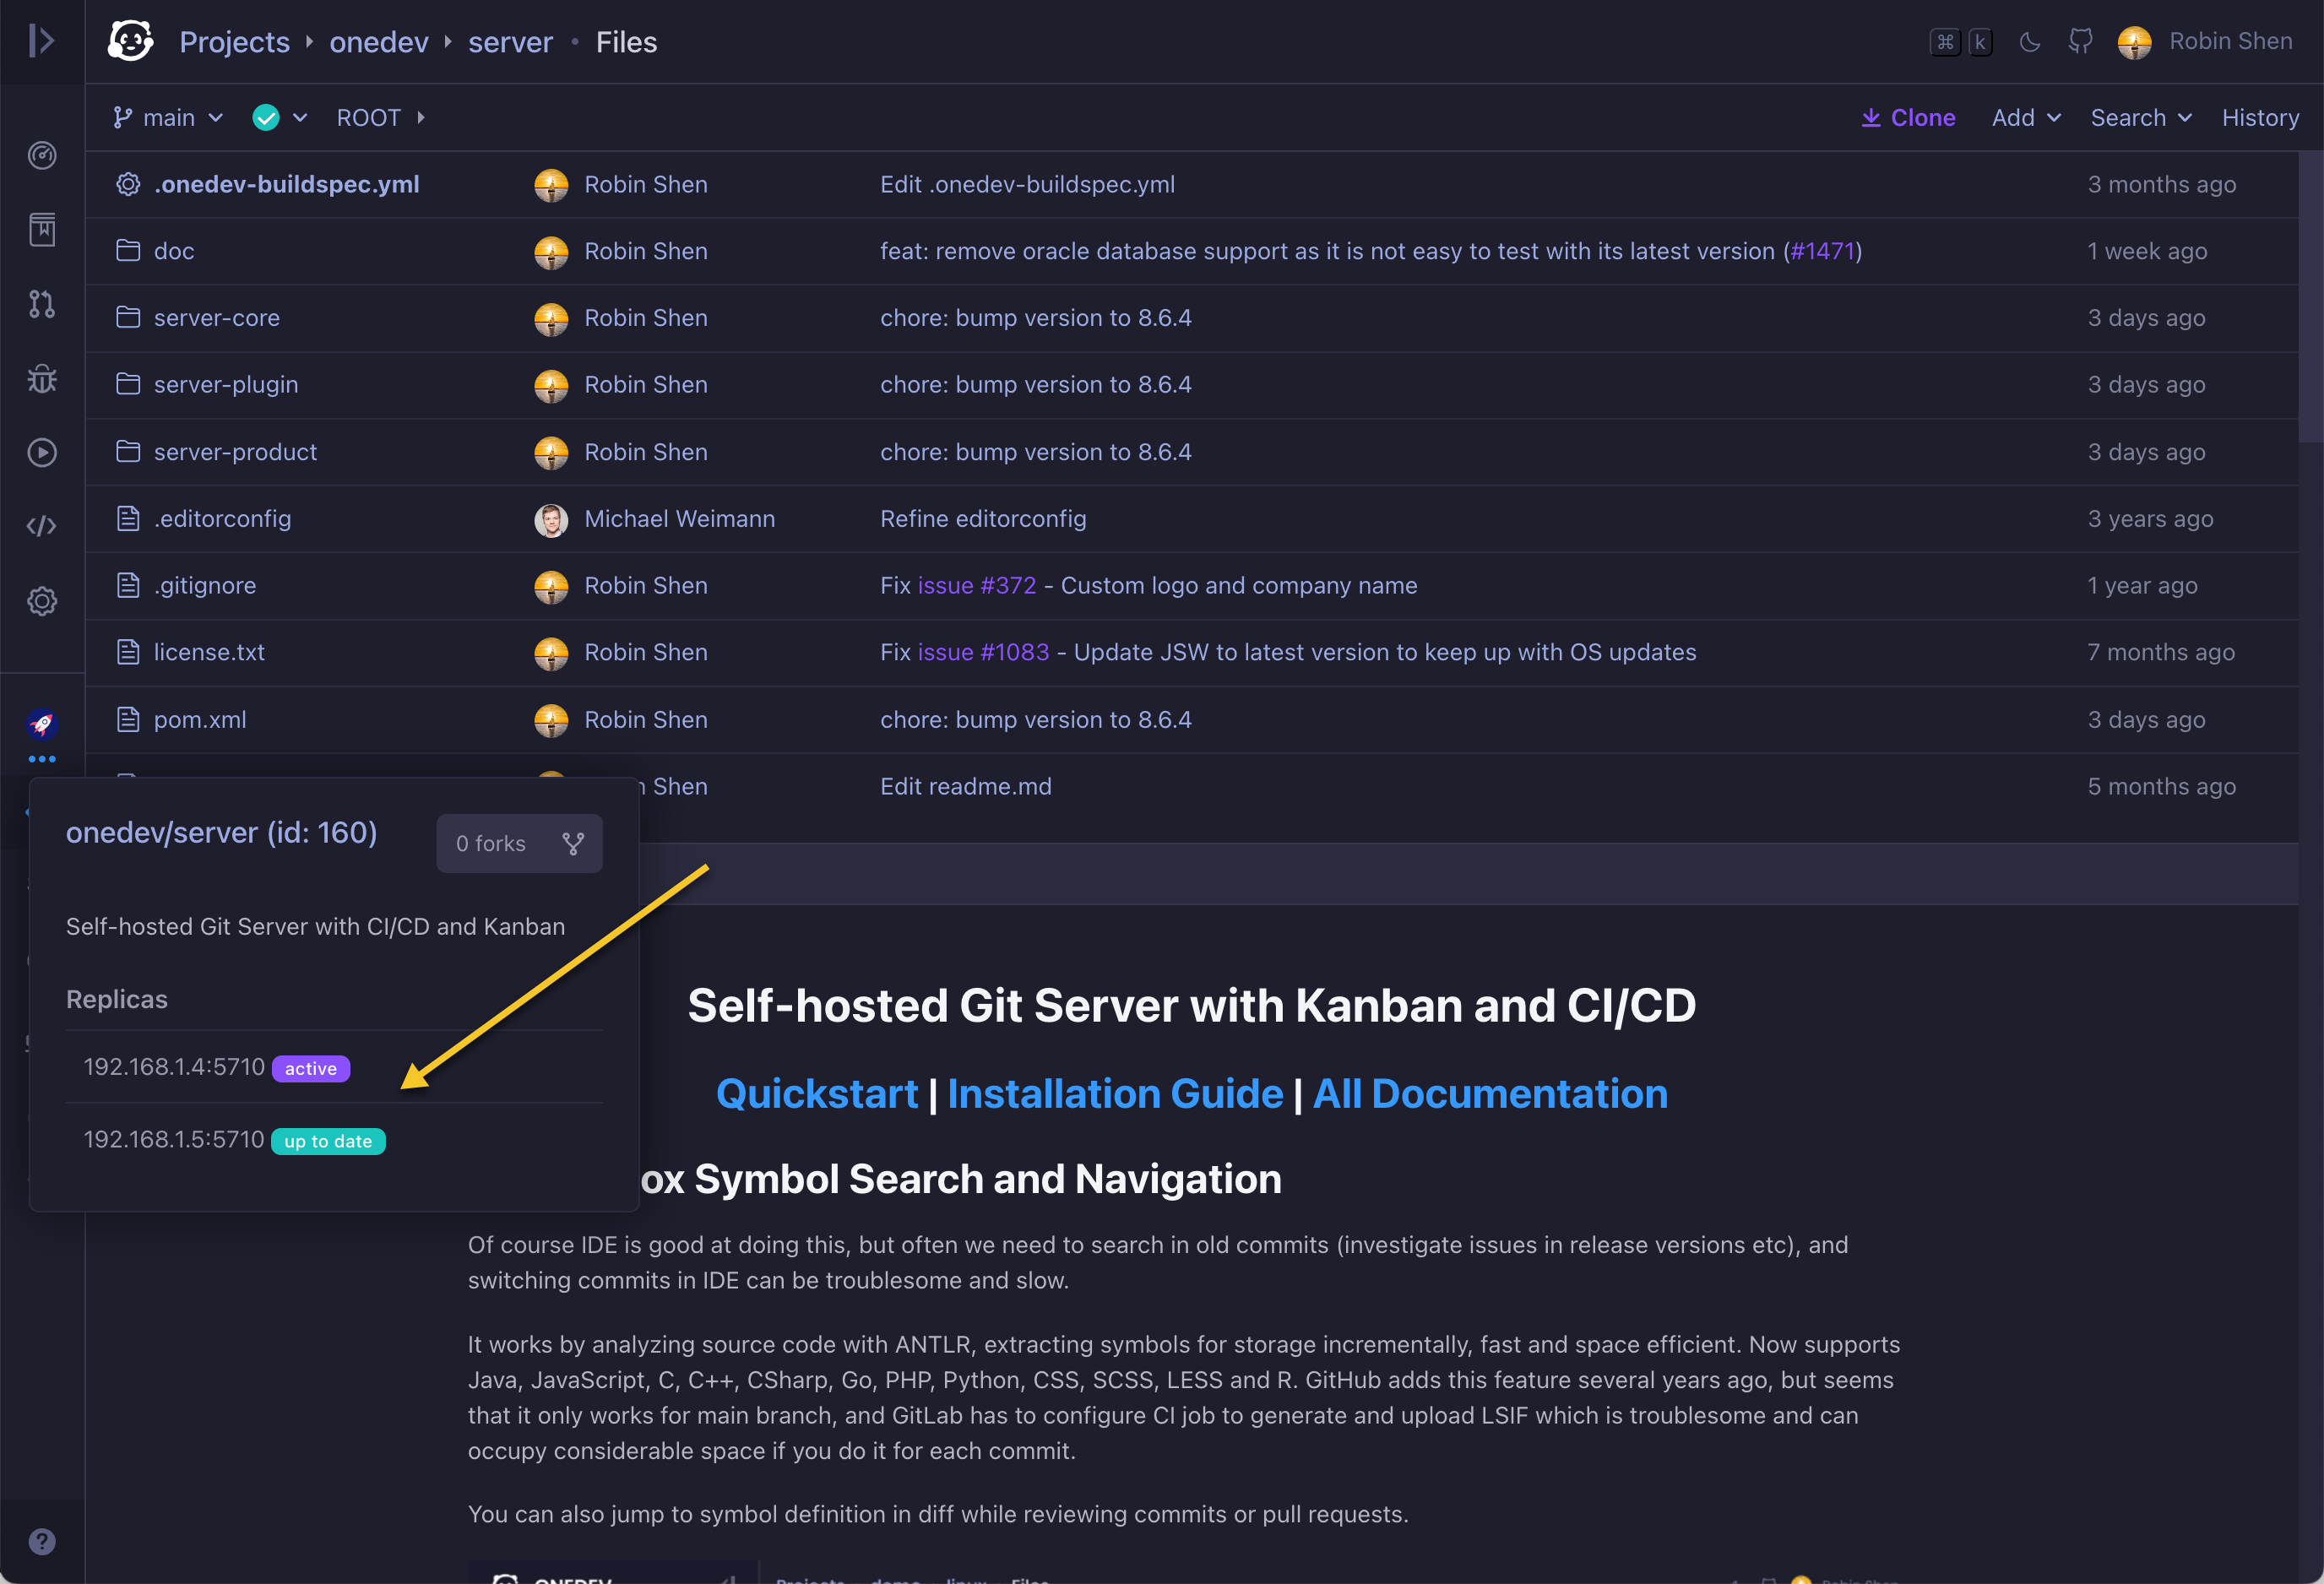 Projects onedev server • Files
⌘ k Robin Shen
main ROOT
Clone Add Search History
.onedev-buildspec.yml Robin Shen Edit .onedev-buildspec.yml 3 months ago
doc Robin Shen feat: remove oracle database support as it is not easy to test with its latest version (#1471) 1 week ago
server-core Robin Shen chore: bump version to 8.6.4 3 days ago
server-plugin Robin Shen chore: bump version to 8.6.4 3 days ago
server-product Robin Shen chore: bump version to 8.6.4 3 days ago
.editorconfig Michael Weimann Refine editorconfig 3 years ago
.gitignore Robin Shen Fix issue #372 - Custom logo and company name 1 year ago
license.txt Robin Shen Fix issue #1083 - Update JSW to latest version to keep up with OS updates 7 months ago
pom.xml Robin Shen chore: bump version to 8.6.4 3 days ago
Shen Edit readme.md 5 months ago
onedev/server (id: 160)
0 forks
Self-hosted Git Server with CI/CD and Kanban
Replicas
192.168.1.4:5710 active
192.168.1.5:5710 up to date
Self-hosted Git Server with Kanban and CI/CD
Quickstart | Installation Guide | All Documentation
ox Symbol Search and Navigation
Of course IDE is good at doing this, but often we need to search in old commits (investigate issues in release versions etc), and
switching commits in IDE can be troublesome and slow.
It works by analyzing source code with ANTLR, extracting symbols for storage incrementally, fast and space efficient. Now supports
Java, JavaScript, C, C++, CSharp, Go, PHP, Python, CSS, SCSS, LESS and R. GitHub adds this feature several years ago, but seems
that it only works for main branch, and GitLab has to configure CI job to generate and upload LSIF which is troublesome and can
occupy considerable space if you do it for each commit.
You can also jump to symbol definition in diff while reviewing commits or pull requests.
ONEDEV Projects demo linux Files Robin Shen